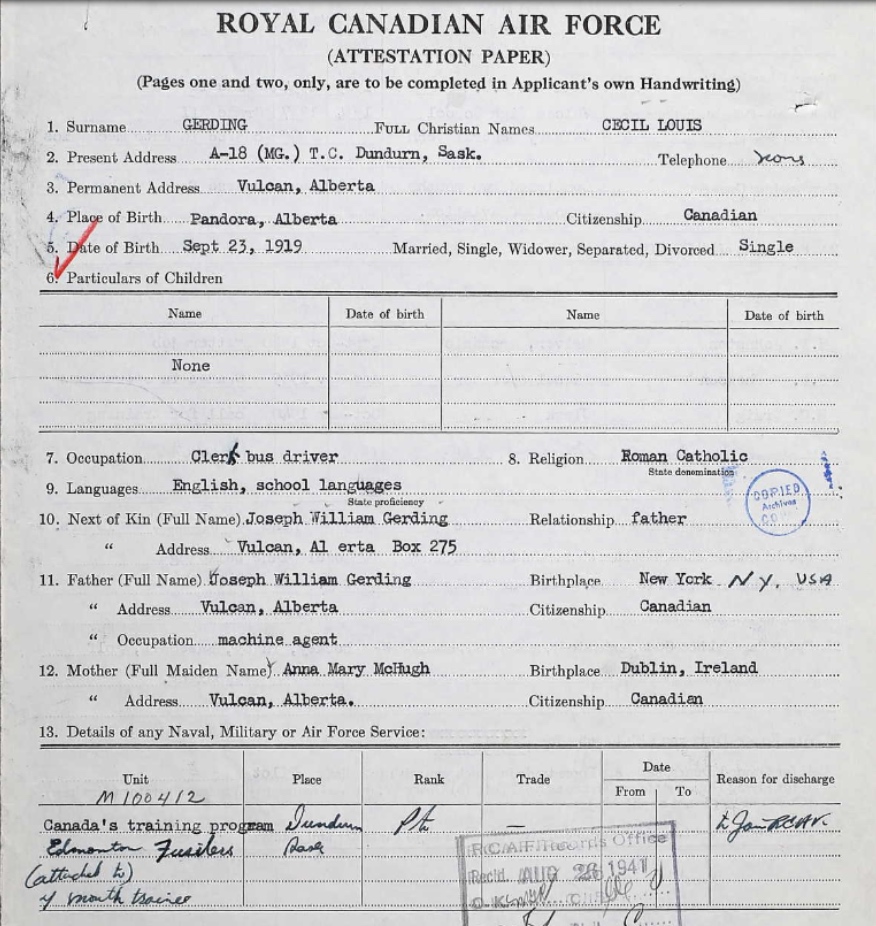 ROYAL CANADIAN AIR FORCE
(ATTESTATION PAPER)
(Pages one and two, only, are to be completed in Applicant's own Handwriting)
1. Surname GERDING FULL Christian Names CECIL LOUIS
2. Present Address A-18 (MG.) T.C. Dundurn, Sask. Telephone
3. Permanent Address Vulcan, Alberta
4. Place of Birth Pandora, Alberta Citizenship Canadian
5. Date of Birth Sept 23, 1919 Married, Single, Widower, Separated, Divorced Single
6. Particulars of Children
Name Date of birth Name Date of birth
None
7. Occupation Clerk bus driver 8. Religion Roman Catholic
State denomination
9. Languages English, school languages
State proficiency
COPIED
Archives
10. Next of Kin (Full Name) Joseph William Gerding Relationship father
" Address Vulcan, Al erta Box 275
11. Father (Full Name) Joseph William Gerding Birthplace New York N.Y. USA
" Address Vulcan, Alberta Citizenship Canadian
" Occupation machine agent
12. Mother (Full Maiden Name) Anna Mary McHugh Birthplace Dublin, Ireland
" Address Vulcan, Alberta. Citizenship Canadian
13. Details of any Naval, Military or Air Force Service:
Unit Place Rank Trade Date From To Reason for discharge
M100412
Canada's training program Dundurn Pte — to Join RCAF.
Edmonton Fusiliers Sask
(attached to)
4 month trainee
R.C.A.F. Records Office
Recd. AUG 26 1941